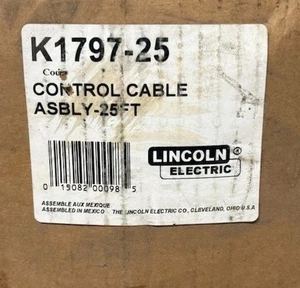 K1797-25
CONTROL CABLE
ASBLY-25FT
LINCOLN ®
ELECTRIC
0 15082 00098 5
ASSEMBLE AUX MEXIQUE
ASSEMBLED IN MEXICO THE LINCOLN ELECTRIC CO., CLEVELAND, OHIO U.S.A.